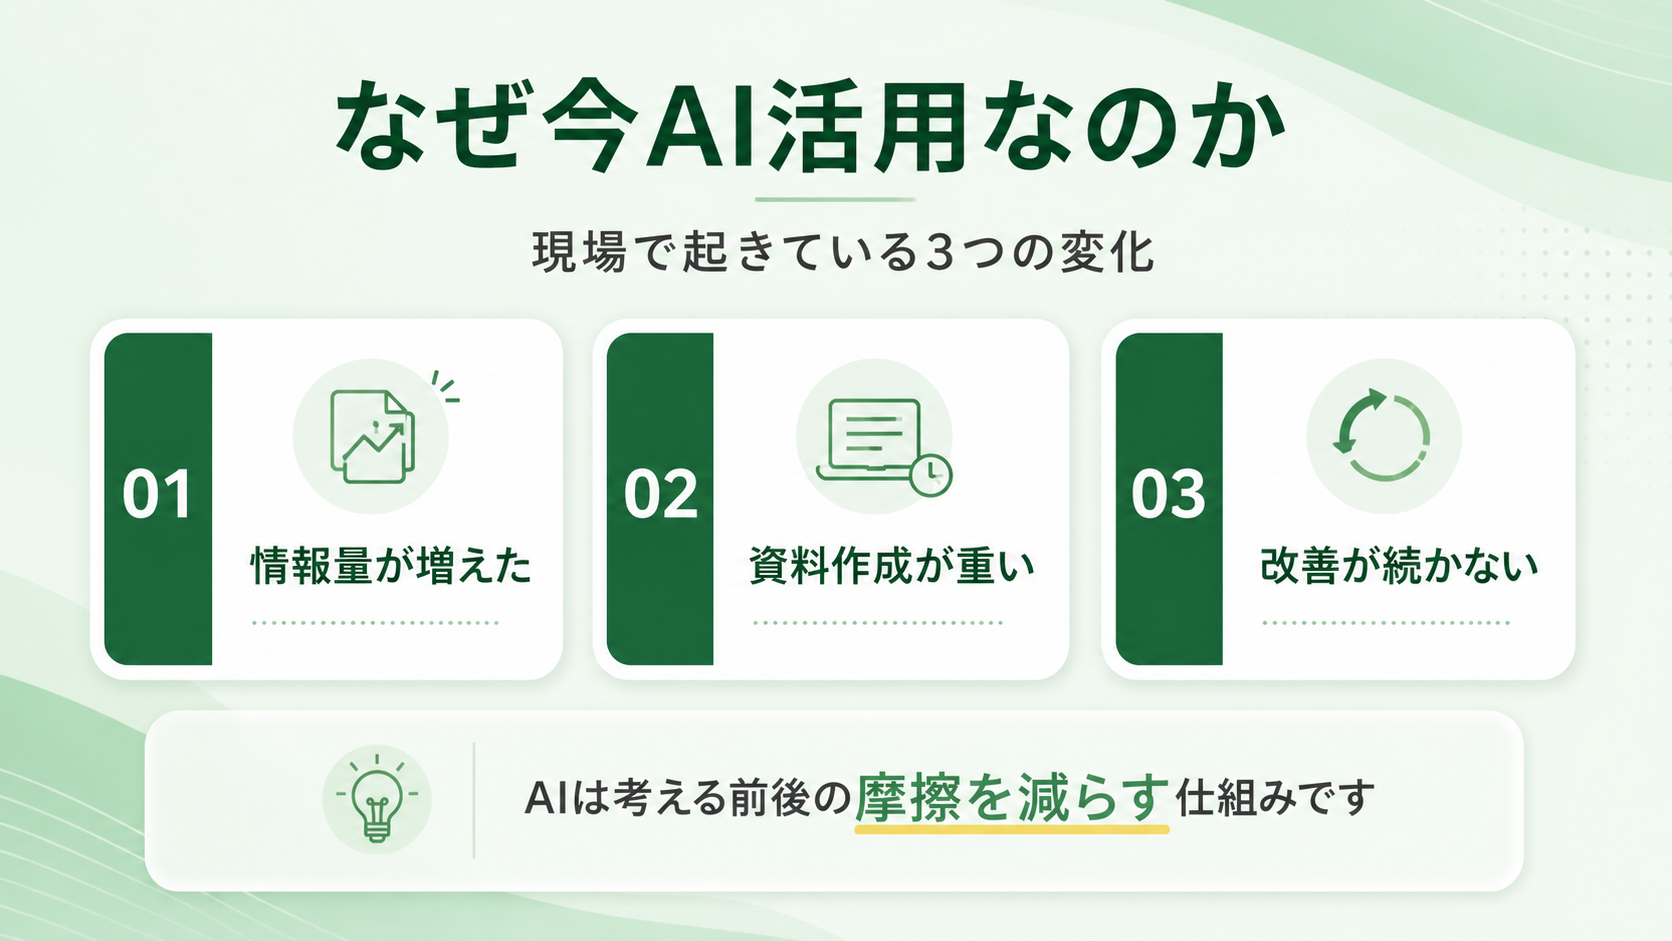 なぜ今AI活用なのか
現場で起きている3つの変化
01
情報量が増えた
02
資料作成が重い
03
改善が続かない
AIは考える前後の摩擦を減らす仕組みです